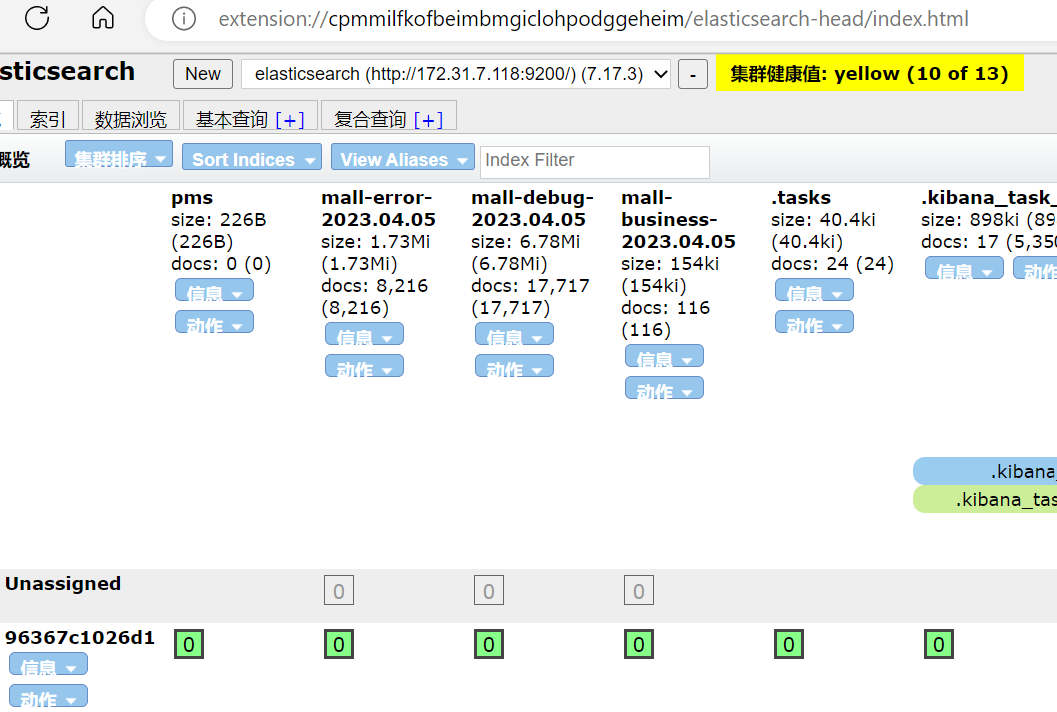 extension://cpmmilfkofbeimbmgiclohpodggeheim/elasticsearch-head/index.html
sticsearch New elasticsearch (http://172.31.7.118:9200/) (7.17.3) - 集群健康值: yellow (10 of 13)
索引 数据浏览 基本查询 [+] 复合查询 [+]
概览 集群排序 Sort Indices View Aliases Index Filter
pms
size: 226B
(226B)
docs: 0 (0)
信息
动作
mall-error-
2023.04.05
size: 1.73Mi
(1.73Mi)
docs: 8,216
(8,216)
信息
动作
mall-debug-
2023.04.05
size: 6.78Mi
(6.78Mi)
docs: 17,717
(17,717)
信息
动作
mall-
business-
2023.04.05
size: 154ki
(154ki)
docs: 116
(116)
信息
动作
.tasks
size: 40.4ki
(40.4ki)
docs: 24 (24)
信息
动作
.kibana_task_
size: 898ki (89
docs: 17 (5,350
信息 动作
.kibana_
.kibana_tas
Unassigned 0 0 0
96367c1026d1 0 0 0 0 0 0
信息
动作